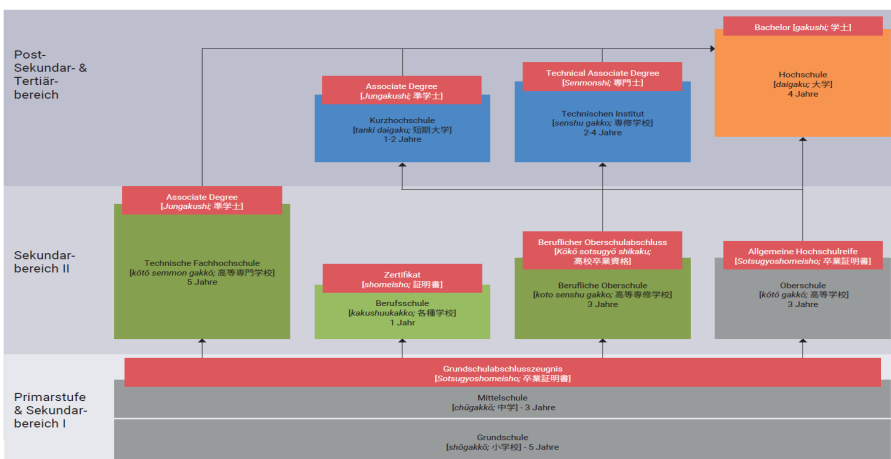 Post-
Sekundar- &
Tertiär-
bereich
Bachelor [gakushi; 学士]
Hochschule
[daigaku; 大学]
4 Jahre
Associate Degree
[Jungakushi; 準学士]
Kurzhochschule
[tanki daigaku; 短期大学]
1-2 Jahre
Technical Associate Degree
[Senmonshi; 専門士]
Technischen Institut
[senshu gakko; 専修学校]
2-4 Jahre
Sekundar-
bereich II
Associate Degree
[Jungakushi; 準学士]
Technische Fachhochschule
[kōtō semmon gakkō; 高等専門学校]
5 Jahre
Zertifikat
[shomeisho; 証明書]
Berufsschule
[kakushuukakko; 各種学校]
1 Jahr
Beruflicher Oberschulabschluss
[Kōkō sotsugyō shikaku;
高校卒業資格]
Berufliche Oberschule
[koto senshu gakko; 高等専修学校]
3 Jahre
Allgemeine Hochschulreife
[Sotsugyoshomeisho; 卒業証明書]
Oberschule
[kōtō gakkō; 高等学校]
3 Jahre
Primarstufe
& Sekundar-
bereich I
Grundschulabschlusszeugnis
[Sotsugyoshomeisho; 卒業証明書]
Mittelschule
[chūgakkō; 中学] - 3 Jahre
Grundschule
[shōgakkō; 小学校] - 5 Jahre